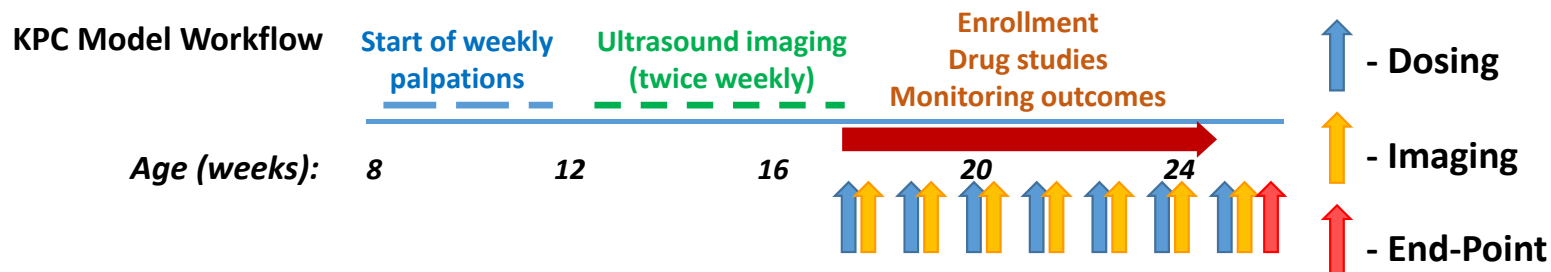 KPC Model Workflow
Start of weekly
palpations
Ultrasound imaging
(twice weekly)
Enrollment
Drug studies
Monitoring outcomes
Age (weeks):
8
12
16
20
24
- Dosing
- Imaging
- End-Point